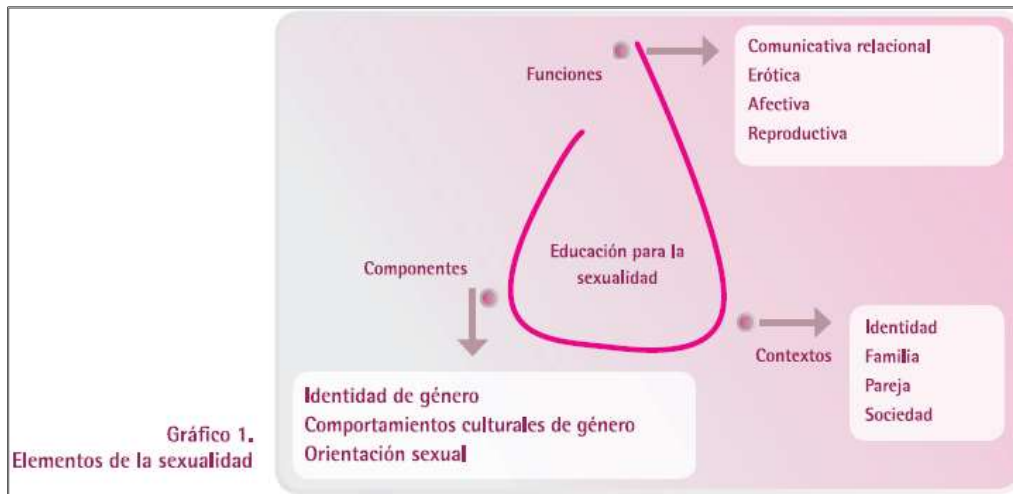 Funciones
Comunicativa relacional
Erótica
Afectiva
Reproductiva
Educación para la
sexualidad
Componentes
Identidad de género
Comportamientos culturales de género
Orientación sexual
Contextos
Identidad
Familia
Pareja
Sociedad
Gráfico 1.
Elementos de la sexualidad